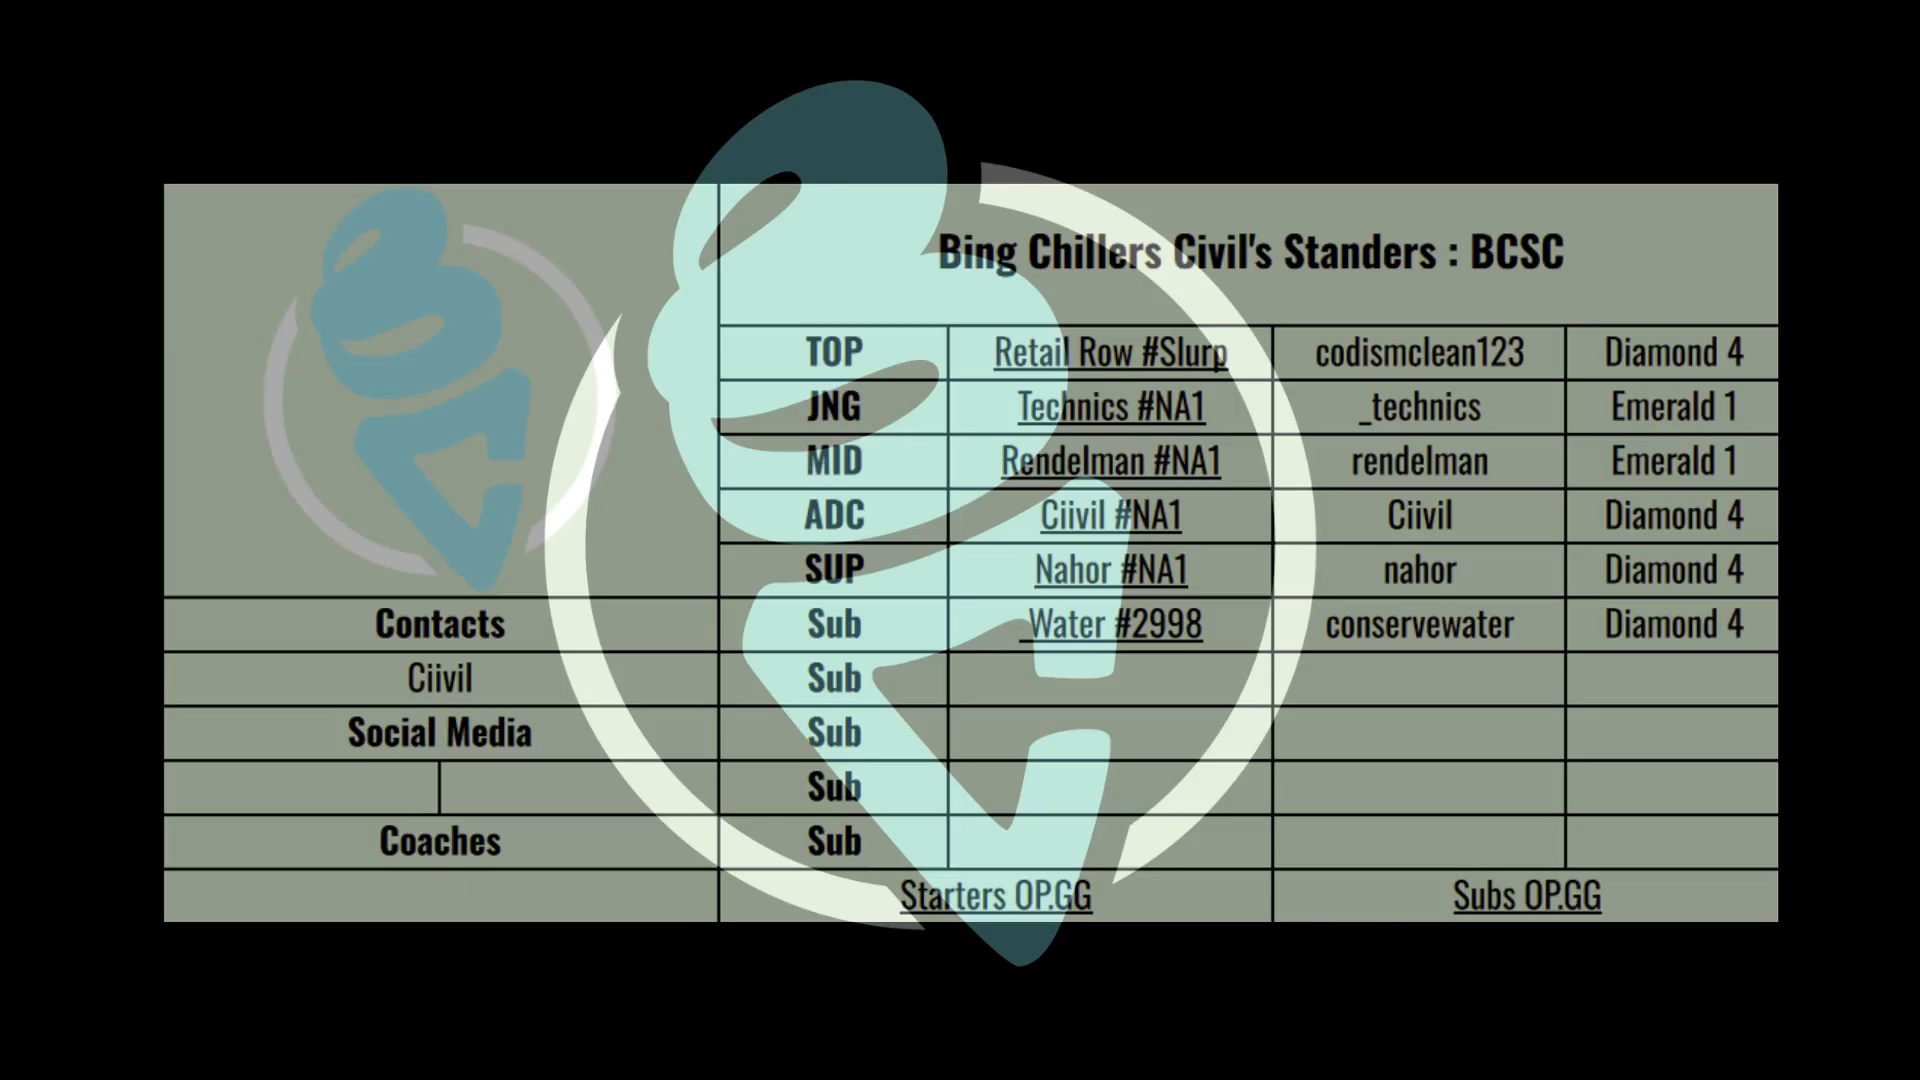 Bing Chillers Civil's Standers : BCSC
TOP Retail Row #Slurp codismclean123 Diamond 4
JNG Technics #NA1 _technics Emerald 1
MID Rendelman #NA1 rendelman Emerald 1
ADC Ciivil #NA1 Ciivil Diamond 4
SUP Nahor #NA1 nahor Diamond 4
Contacts Sub _Water #2998 conservewater Diamond 4
Ciivil Sub
Social Media Sub
Sub
Coaches Sub
Starters OP.GG Subs OP.GG